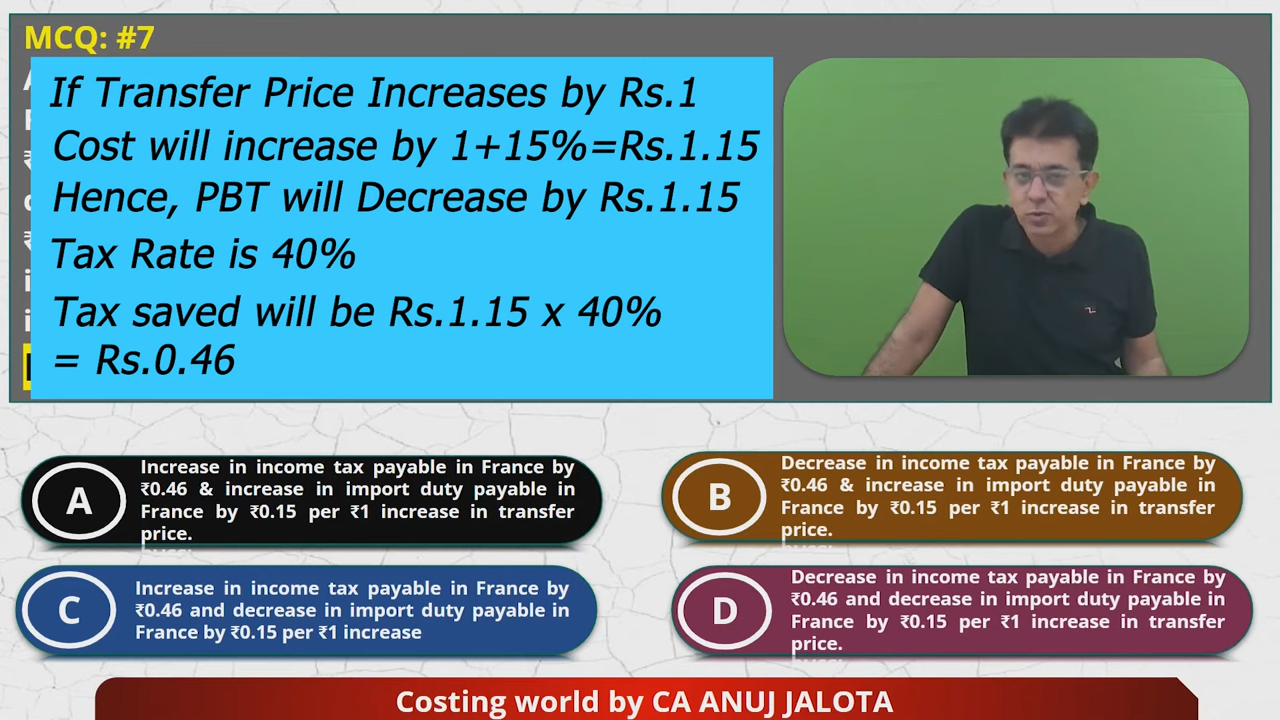 MCQ: #7
If Transfer Price Increases by Rs.1
Cost will increase by 1+15%=Rs.1.15
Hence, PBT will Decrease by Rs.1.15
Tax Rate is 40%
Tax saved will be Rs.1.15 x 40%
= Rs.0.46
A
Increase in income tax payable in France by
₹0.46 & increase in import duty payable in
France by ₹0.15 per ₹1 increase in transfer
price.
B
Decrease in income tax payable in France by
₹0.46 & increase in import duty payable in
France by ₹0.15 per ₹1 increase in transfer
price.
C
Increase in income tax payable in France by
₹0.46 and decrease in import duty payable in
France by ₹0.15 per ₹1 increase
D
Decrease in income tax payable in France by
₹0.46 and decrease in import duty payable in
France by ₹0.15 per ₹1 increase in transfer
price.
Costing world by CA ANUJ JALOTA